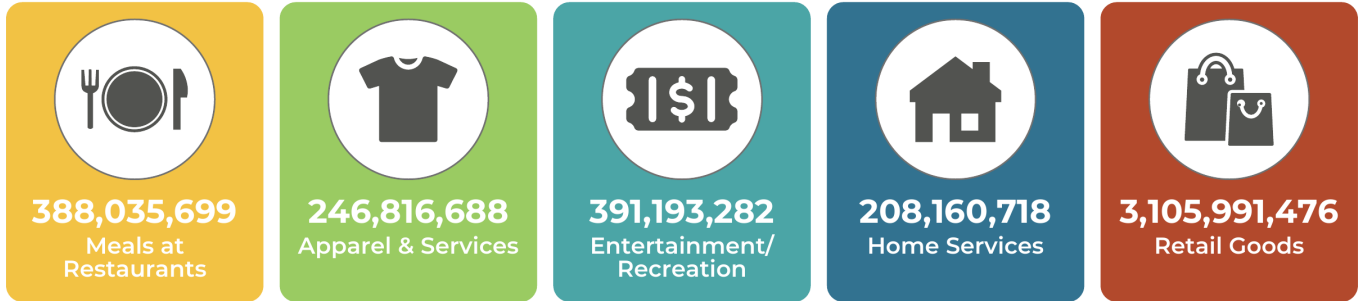 388,035,699
Meals at
Restaurants
246,816,688
Apparel & Services
$
391,193,282
Entertainment/
Recreation
208,160,718
Home Services
3,105,991,476
Retail Goods